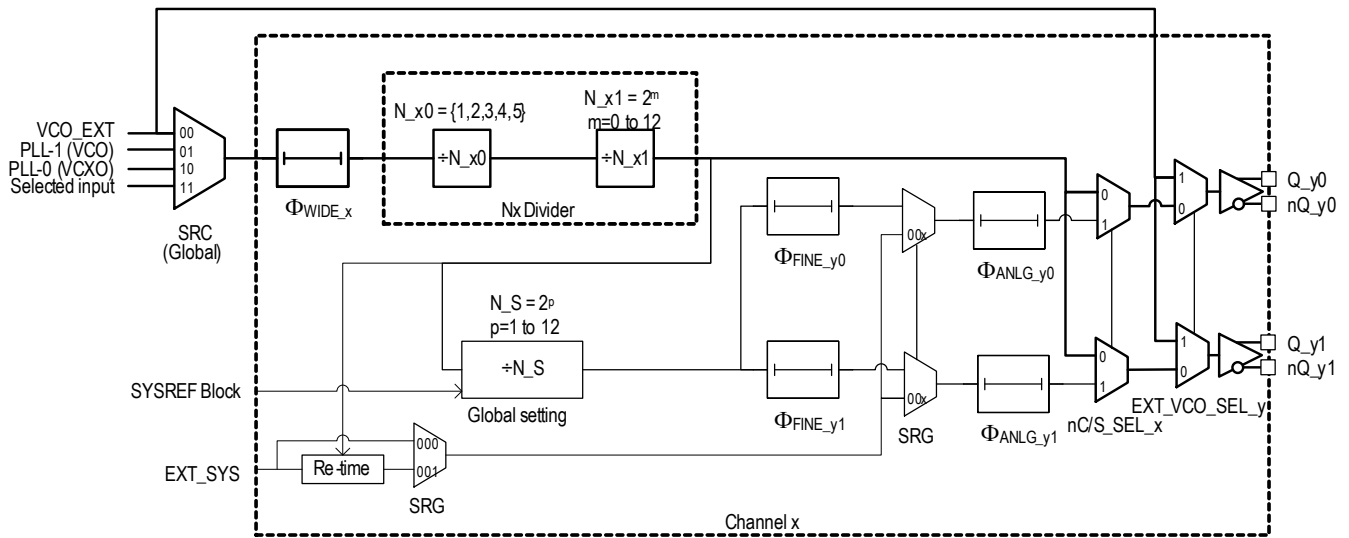 VCO_EXT
PLL-1 (VCO)
PLL-0 (VCXO)
Selected input
00
01
10
11
SRC
(Global)
ΦWIDE_x
N_x0 = {1,2,3,4,5}
÷N_x0
N_x1 = 2ᵐ
m=0 to 12
÷N_x1
Nx Divider
ΦFINE_y0
00x
ΦANLG_y0
0
1
1
0
Q_y0
nQ_y0
N_S = 2ᵖ
p=1 to 12
÷N_S
Global setting
SYSREF Block
ΦFINE_y1
00x
SRG
ΦANLG_y1
0
1
nC/S_SEL_x
1
0
EXT_VCO_SEL_y
Q_y1
nQ_y1
EXT_SYS
Re-time
000
001
SRG
Channel x